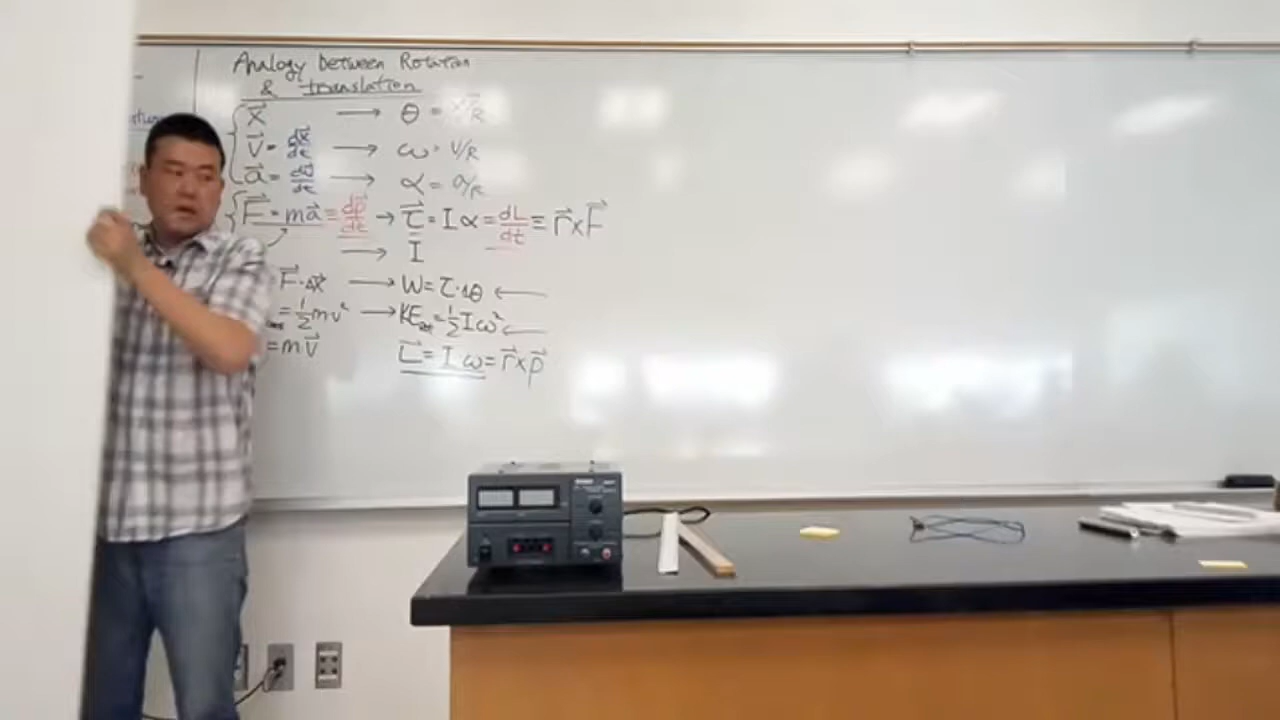 Analogy between Rotation
& translation
x⃗ → θ = x⃗/R
v⃗ = dx⃗/dt → ω = v/R
a⃗ = dv⃗/dt → α = a/R
F⃗ = ma⃗ = dp⃗/dt → τ⃗ = Iα = dL/dt = r⃗×F⃗
→ I
F⃗·Δx⃗ → W = τ·Δθ ←
= ½mv² → KE = ½Iω² ←
= mv⃗ L⃗ = Iω = r⃗×p⃗